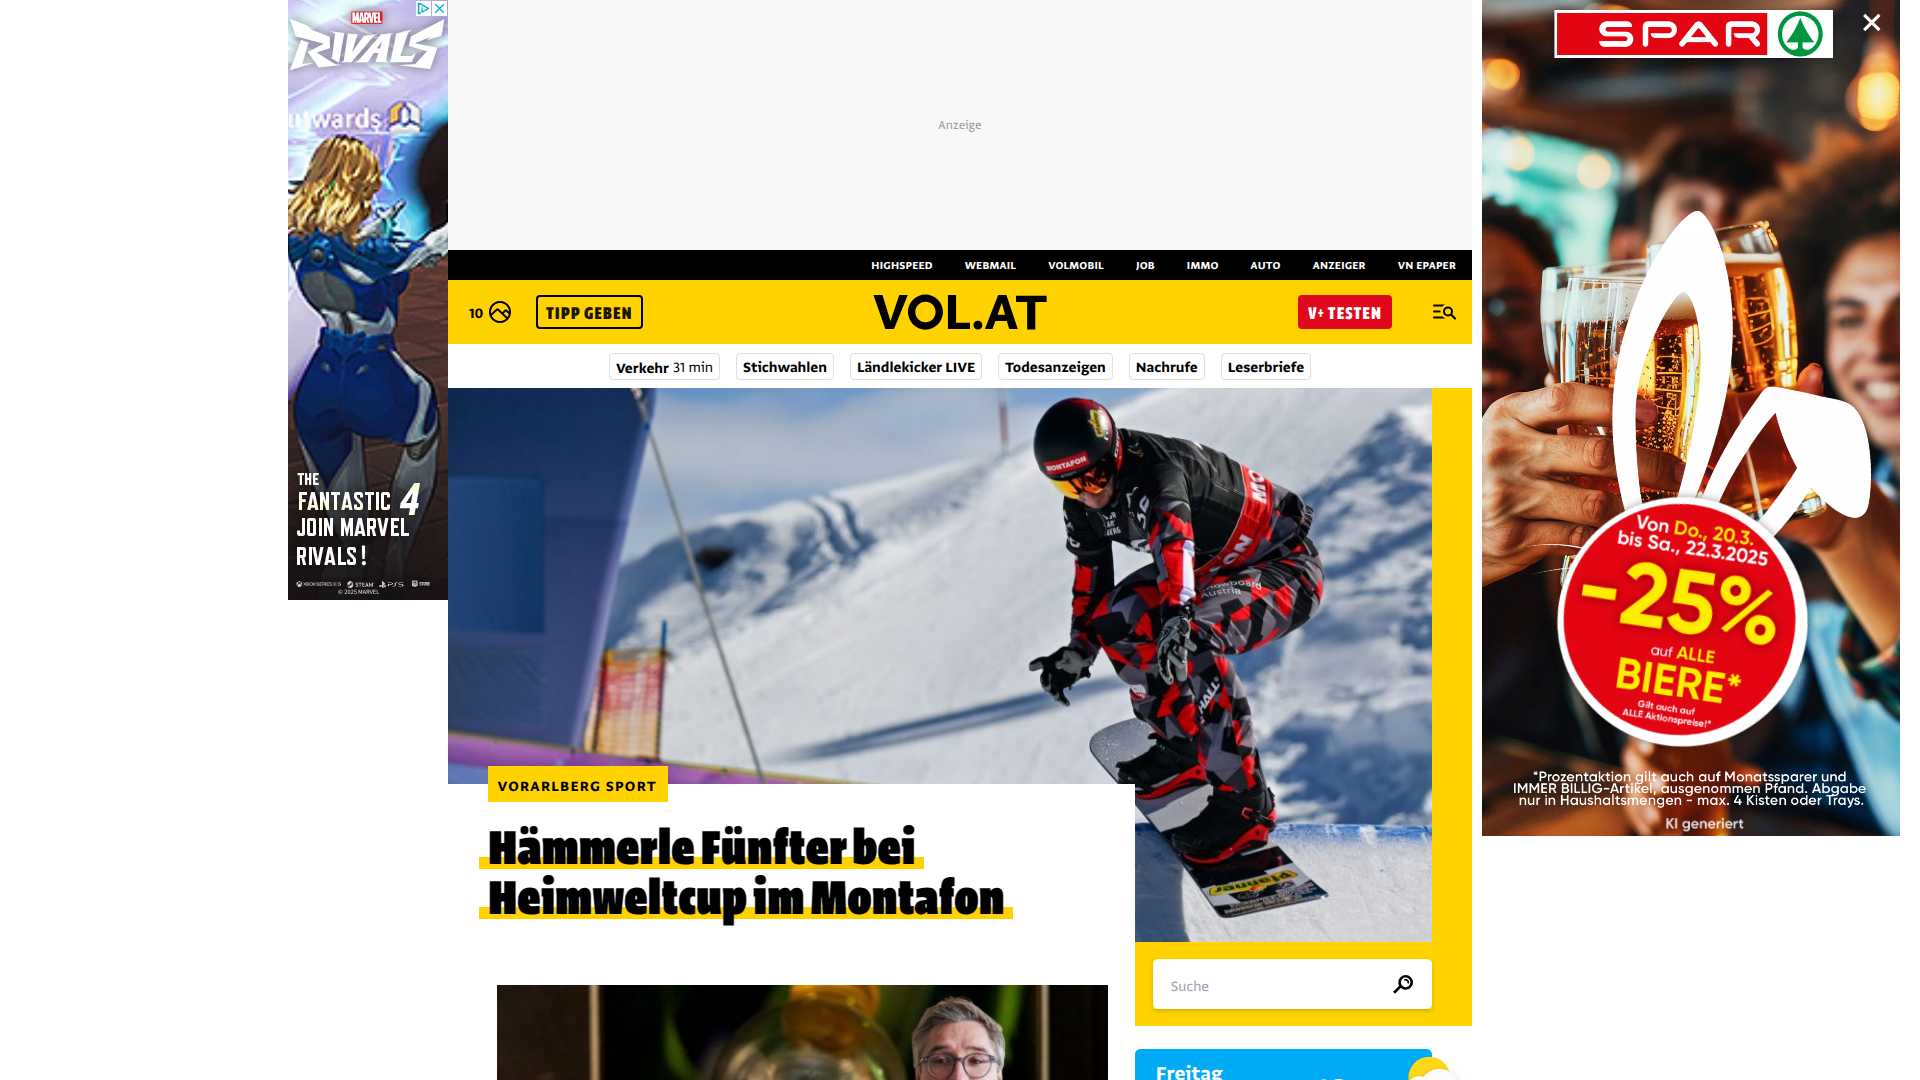 MARVEL
RIVALS
THE
FANTASTIC 4
JOIN MARVEL
RIVALS!
STEAM
PS5
© 2025 MARVEL
Anzeige
HIGHSPEED WEBMAIL VOLMOBIL JOB IMMO AUTO ANZEIGER VN EPAPER
10 TIPP GEBEN VOL.AT V+ TESTEN
Verkehr 31 min Stichwahlen Ländlekicker LIVE Todesanzeigen Nachrufe Leserbriefe
MONTAFON
VORARLBERG SPORT
Hämmerle Fünfter bei
Heimweltcup im Montafon
Suche
Freitag
SPAR
Von Do., 20.3.
bis Sa., 22.3.2025
-25%
auf ALLE
BIERE*
Gilt auch auf
ALLE Aktionspreise!*
*Prozentaktion gilt auch auf Monatssparer und
IMMER BILLIG-Artikel, ausgenommen Pfand. Abgabe
nur in Haushaltsmengen - max. 4 Kisten oder Trays.
KI generiert